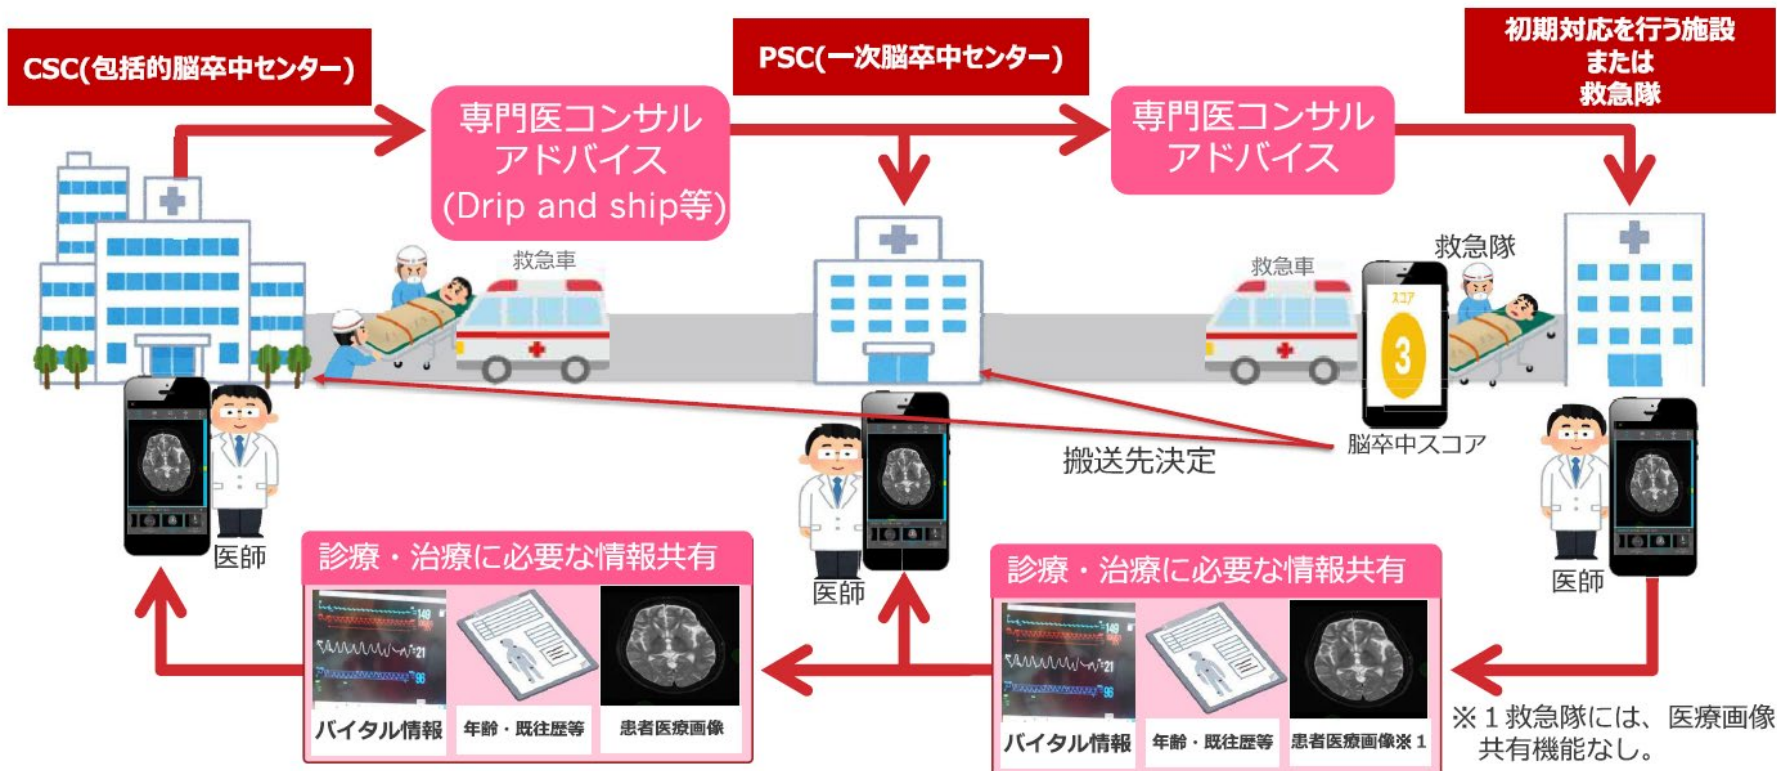 CSC(包括的脳卒中センター)
PSC(一次脳卒中センター)
初期対応を行う施設
または
救急隊
専門医コンサル
アドバイス
(Drip and ship等)
専門医コンサル
アドバイス
救急車
救急車
救急隊
スコア
3
脳卒中スコア
搬送先決定
医師
医師
医師
診療・治療に必要な情報共有
149
21
96
バイタル情報
年齢・既往歴等
患者医療画像
診療・治療に必要な情報共有
149
21
96
バイタル情報
年齢・既往歴等
患者医療画像※1
※1救急隊には、医療画像
共有機能なし。